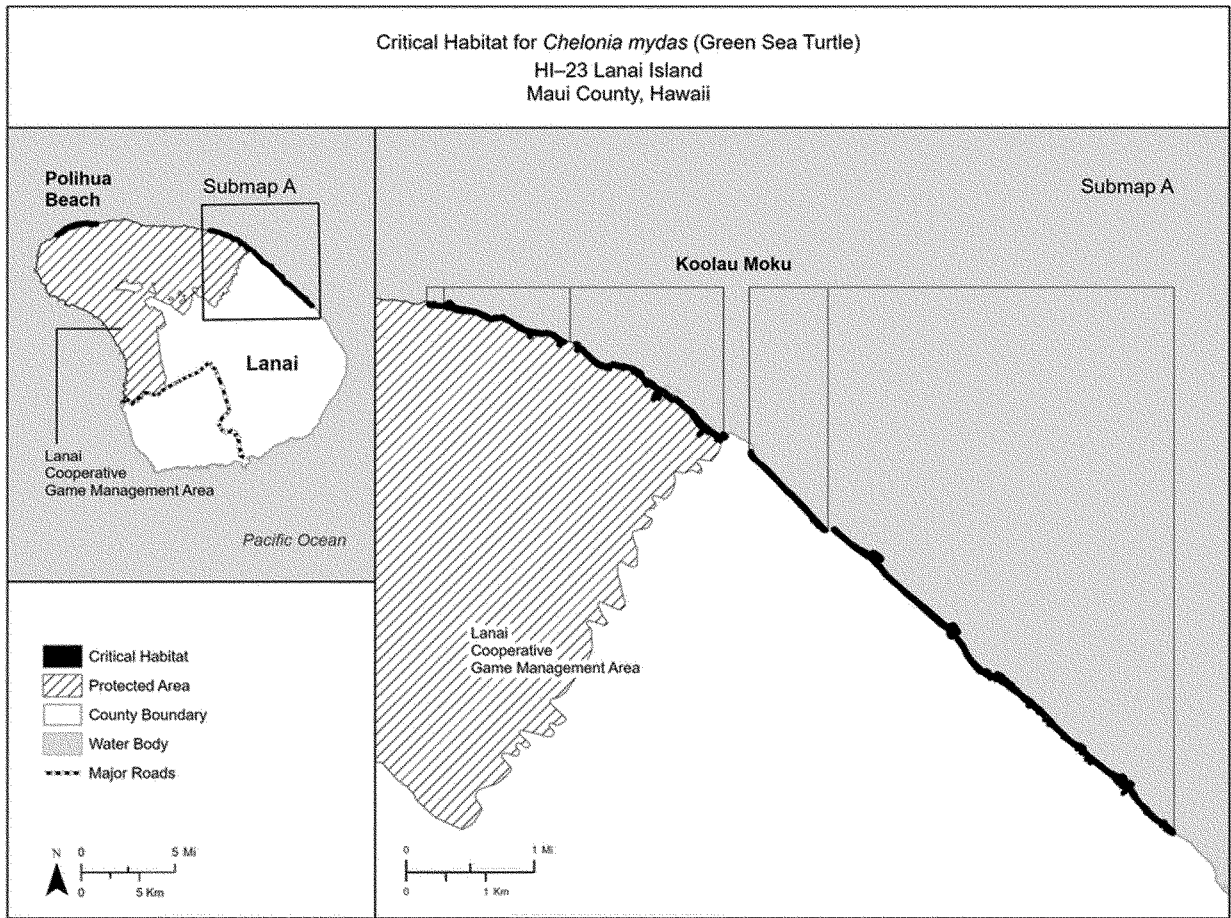 Critical Habitat for Chelonia mydas (Green Sea Turtle)
HI–23 Lanai Island
Maui County, Hawaii
Polihua
Beach
Submap A
Lanai
Lanai
Cooperative
Game Management Area
Pacific Ocean
Submap A
Koolau Moku
Lanai
Cooperative
Game Management Area
Critical Habitat
Protected Area
County Boundary
Water Body
Major Roads
N
0 5 Mi
0 5 Km
0 1 Mi
0 1 Km